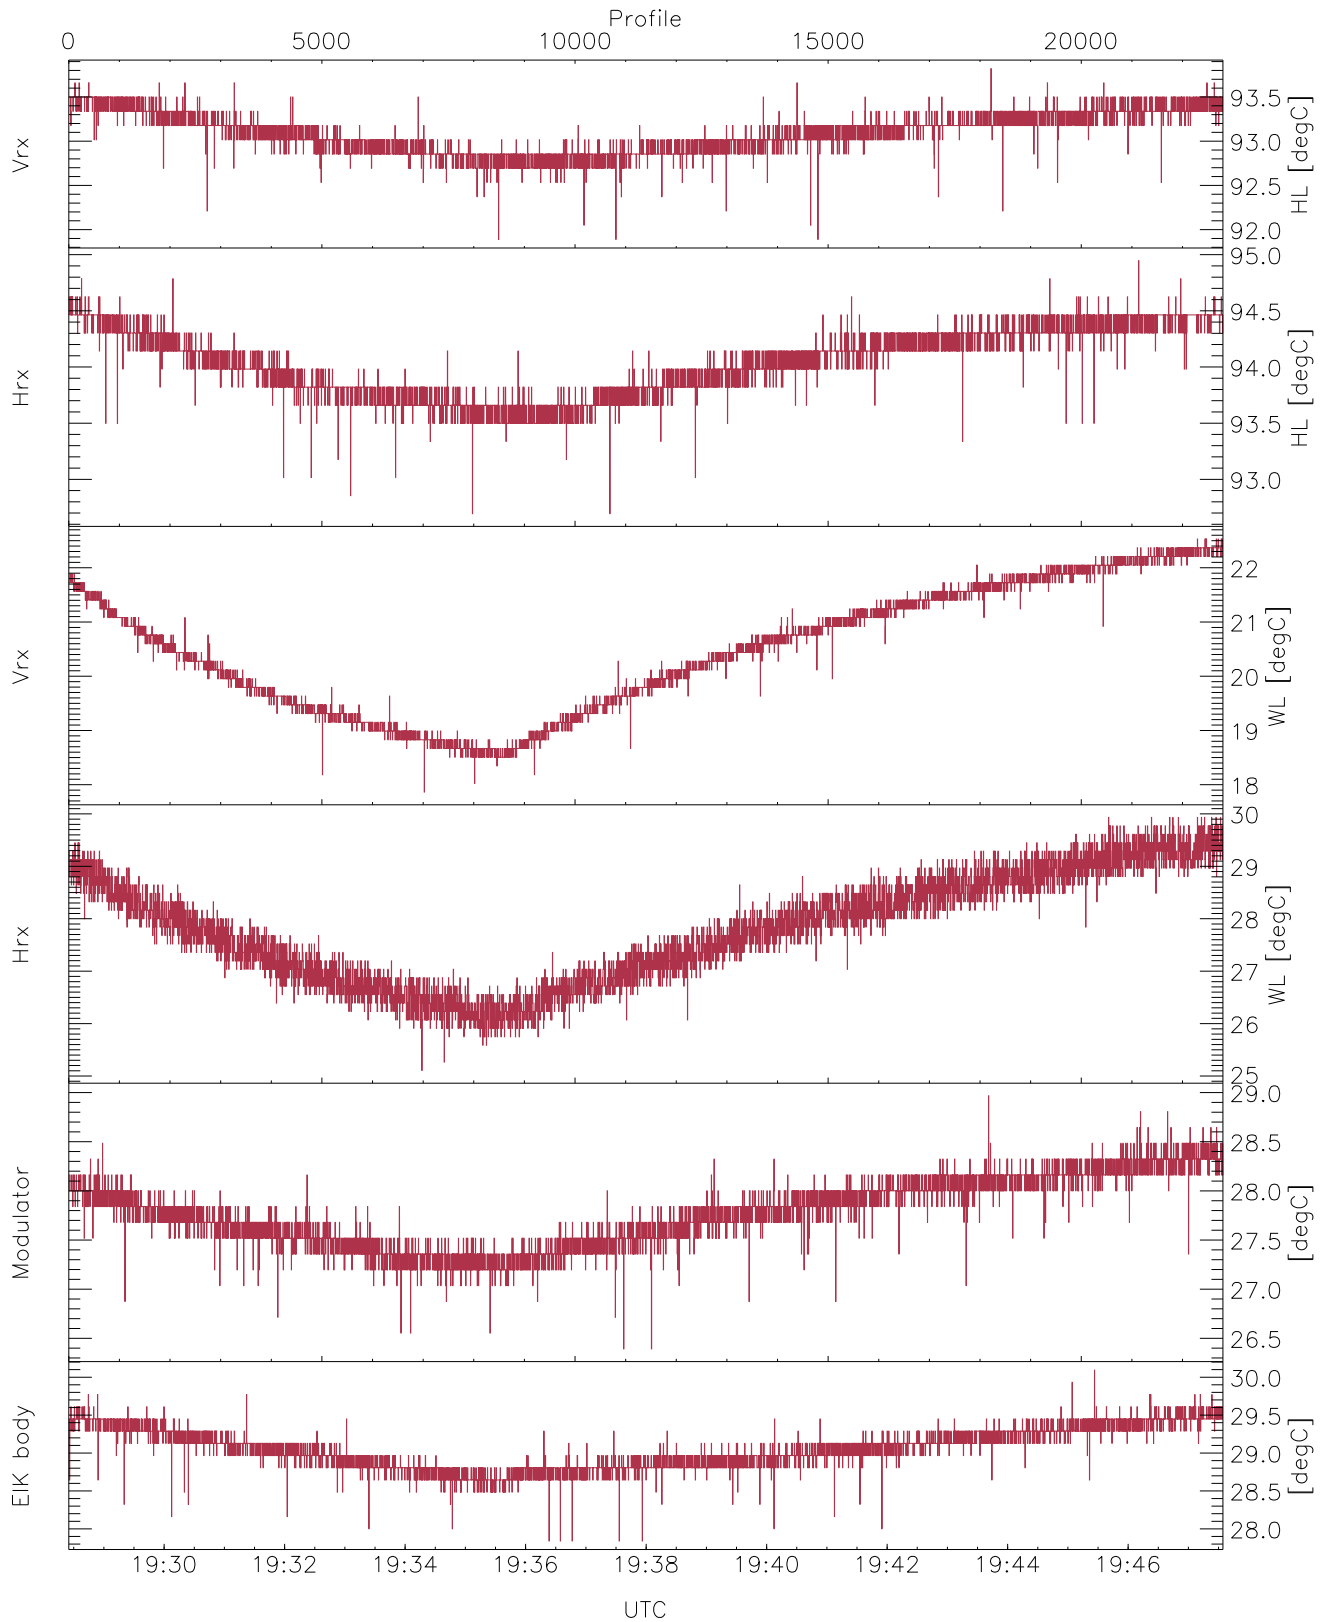 Profile
0 5000 10000 15000 20000
Vrx
93.5
93.0
92.5
92.0
HL [degC]
Hrx
95.0
94.5
94.0
93.5
93.0
HL [degC]
Vrx
22
21
20
19
18
WL [degC]
Hrx
30
29
28
27
26
25
WL [degC]
Modulator
29.0
28.5
28.0
27.5
27.0
26.5
[degC]
EIK body
30.0
29.5
29.0
28.5
28.0
[degC]
19:30 19:32 19:34 19:36 19:38 19:40 19:42 19:44 19:46
UTC